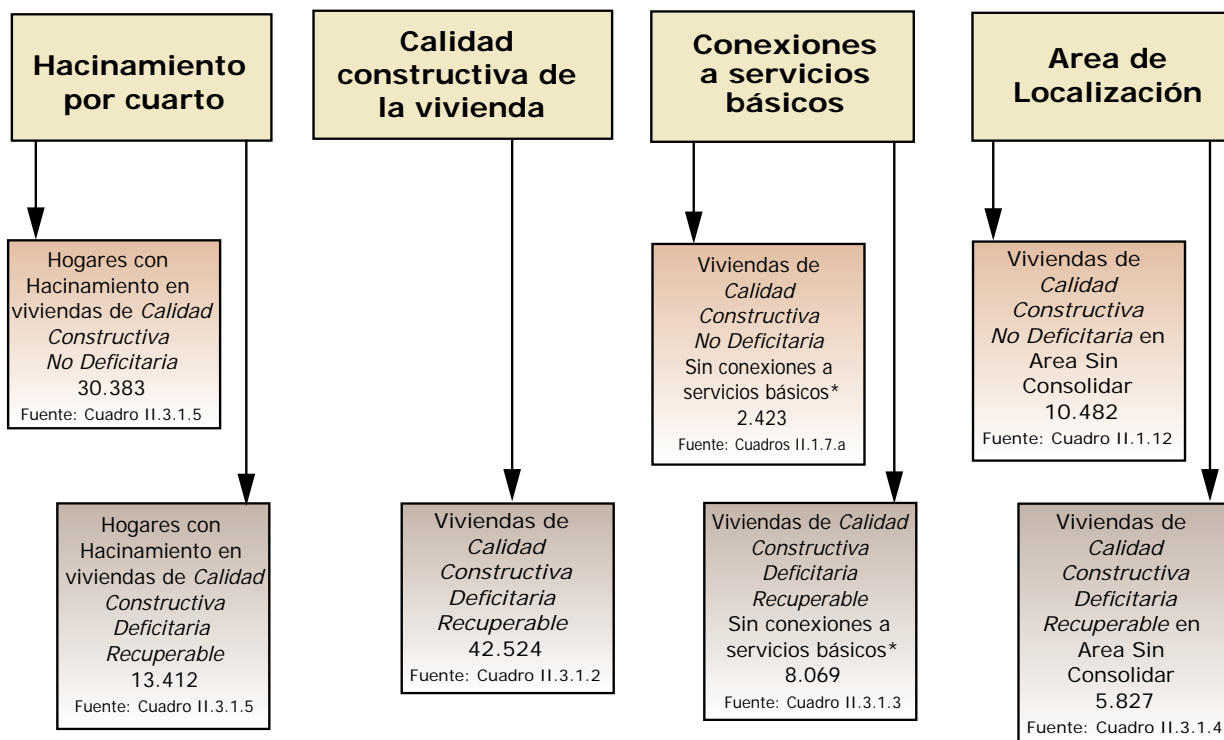 Hacinamiento
por cuarto
Calidad
constructiva de
la vivienda
Conexiones
a servicios
básicos
Area de
Localización
Hogares con
Hacinamiento en
viviendas de Calidad
Constructiva
No Deficitaria
30.383
Fuente: Cuadro II.3.1.5
Viviendas de
Calidad
Constructiva
No Deficitaria
Sin conexiones a
servicios básicos*
2.423
Fuente: Cuadros II.1.7.a
Viviendas de
Calidad
Constructiva
No Deficitaria en
Area Sin
Consolidar
10.482
Fuente: Cuadro II.1.12
Hogares con
Hacinamiento en
viviendas de Calidad
Constructiva
Deficitaria
Recuperable
13.412
Fuente: Cuadro II.3.1.5
Viviendas de
Calidad
Constructiva
Deficitaria
Recuperable
42.524
Fuente: Cuadro II.3.1.2
Viviendas de Calidad
Constructiva
Deficitaria
Recuperable
Sin conexiones a
servicios básicos*
8.069
Fuente: Cuadro II.3.1.3
Viviendas de
Calidad
Constructiva
Deficitaria
Recuperable en
Area Sin
Consolidar
5.827
Fuente: Cuadro II.3.1.4